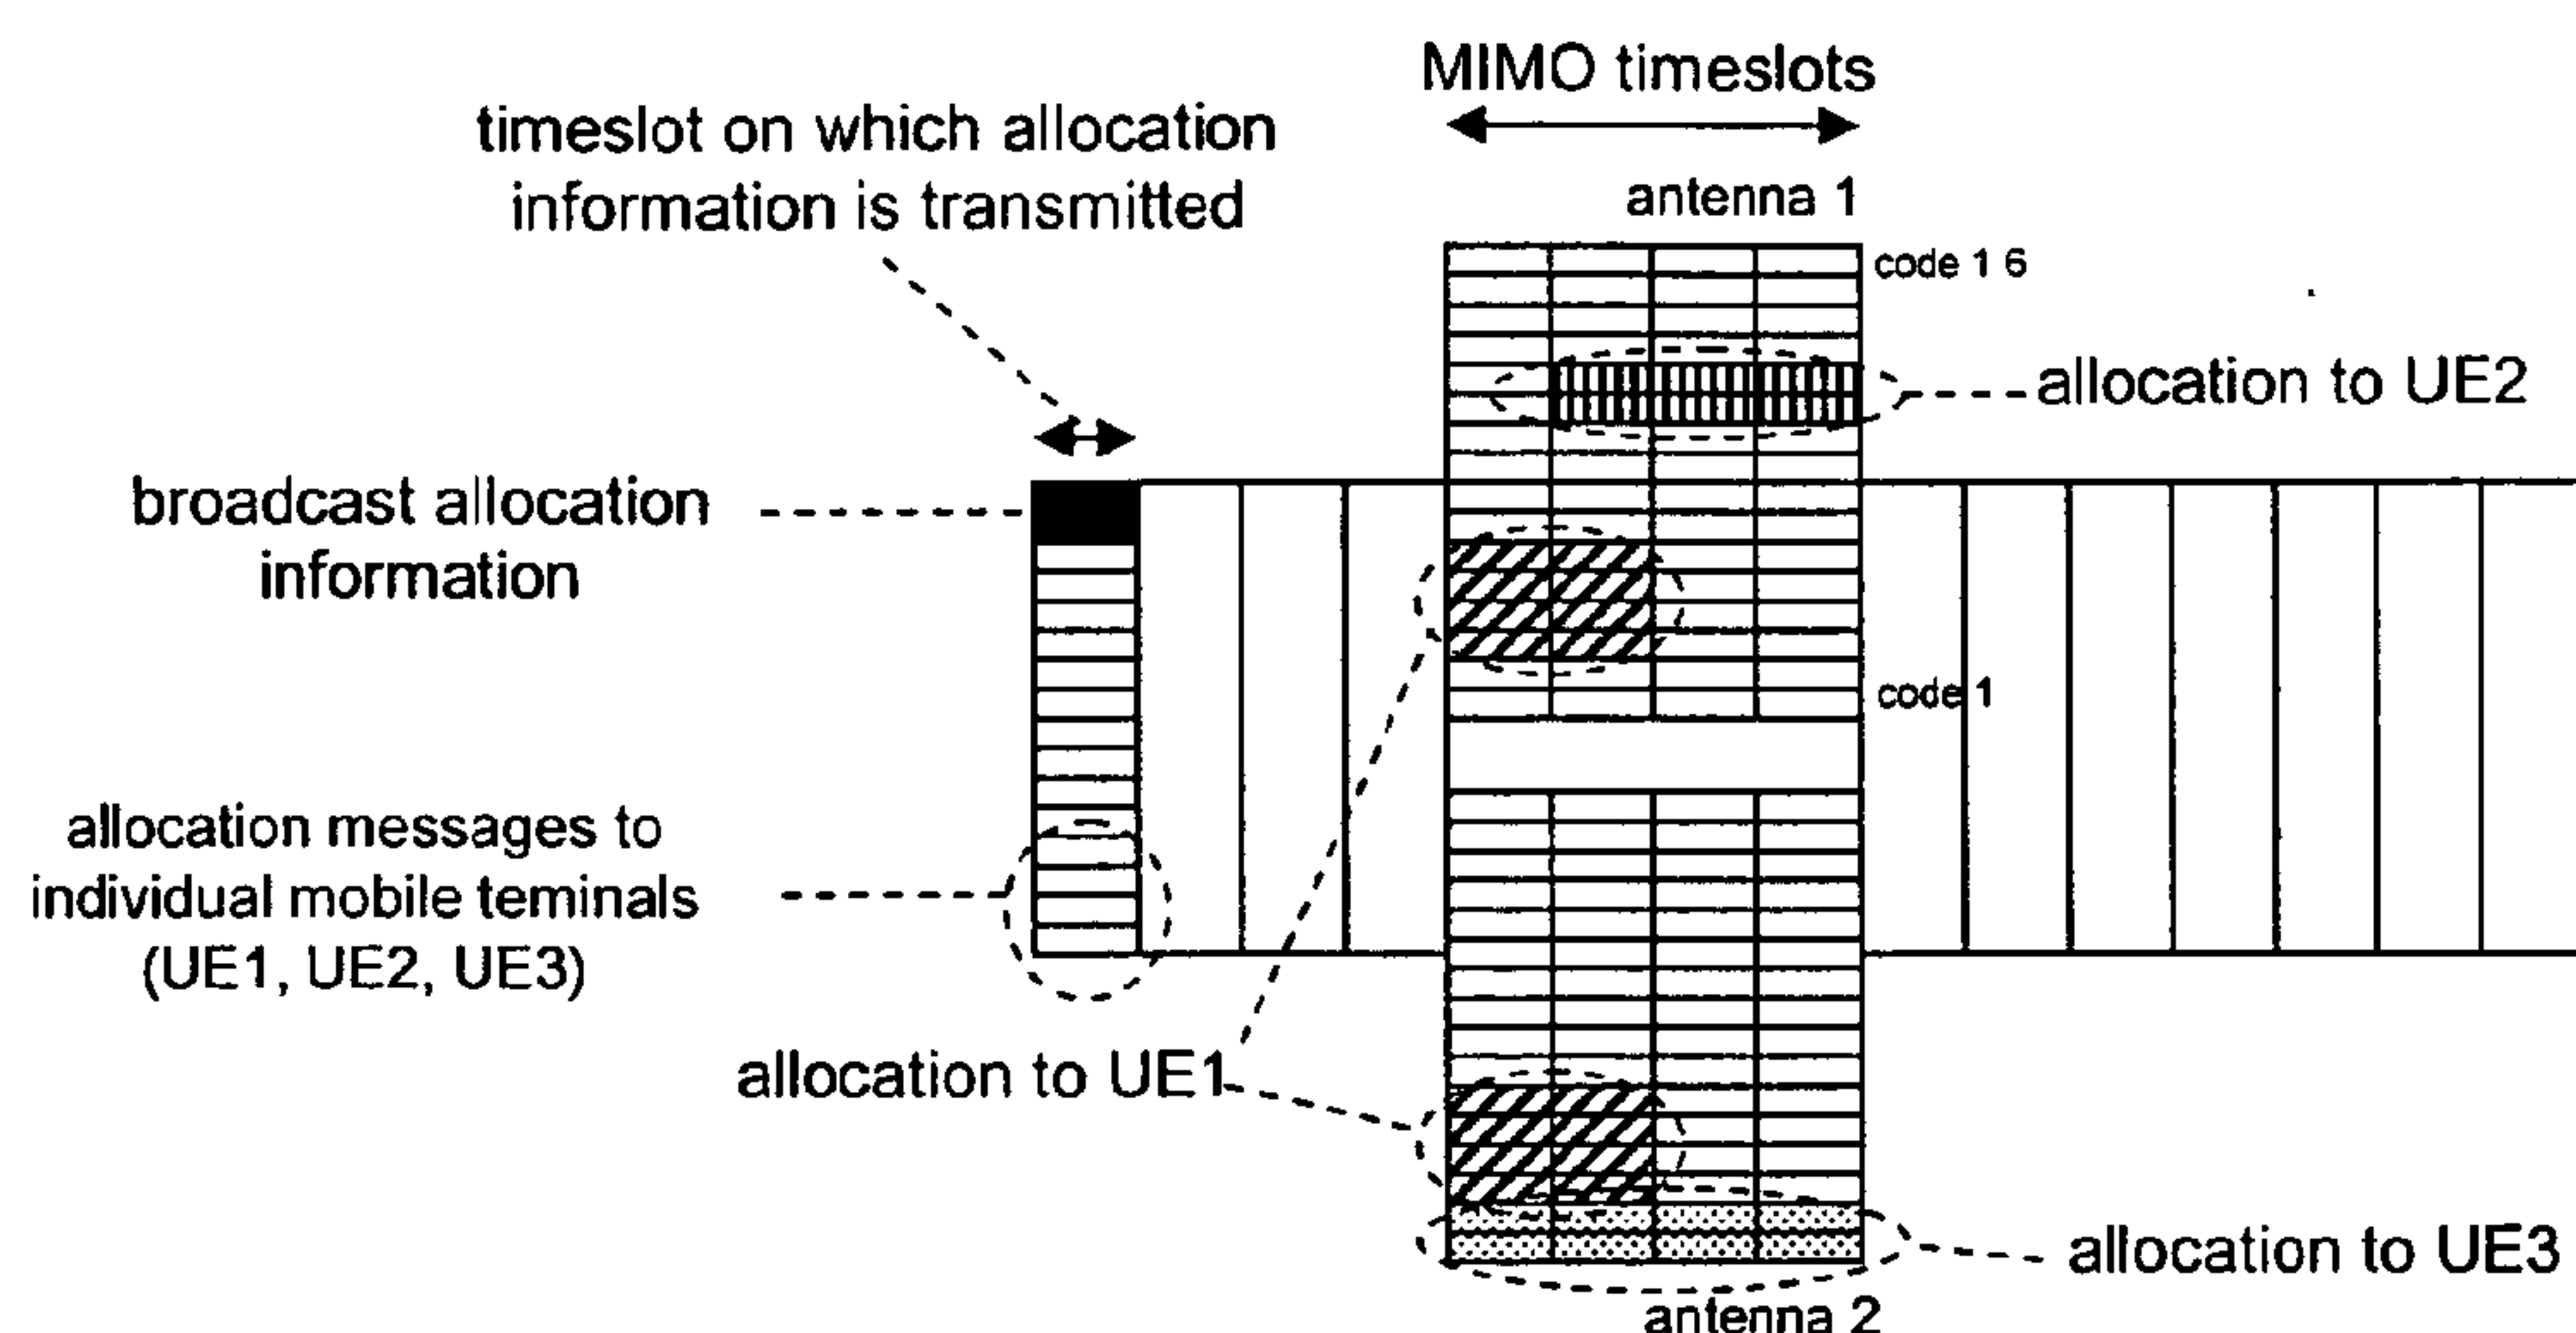 MIMO timeslots
timeslot on which allocation
information is transmitted
antenna 1
code 1 6
allocation to UE2
broadcast allocation
information
code 1
allocation messages to
individual mobile teminals
(UE1, UE2, UE3)
allocation to UE1
allocation to UE3
antenna 2